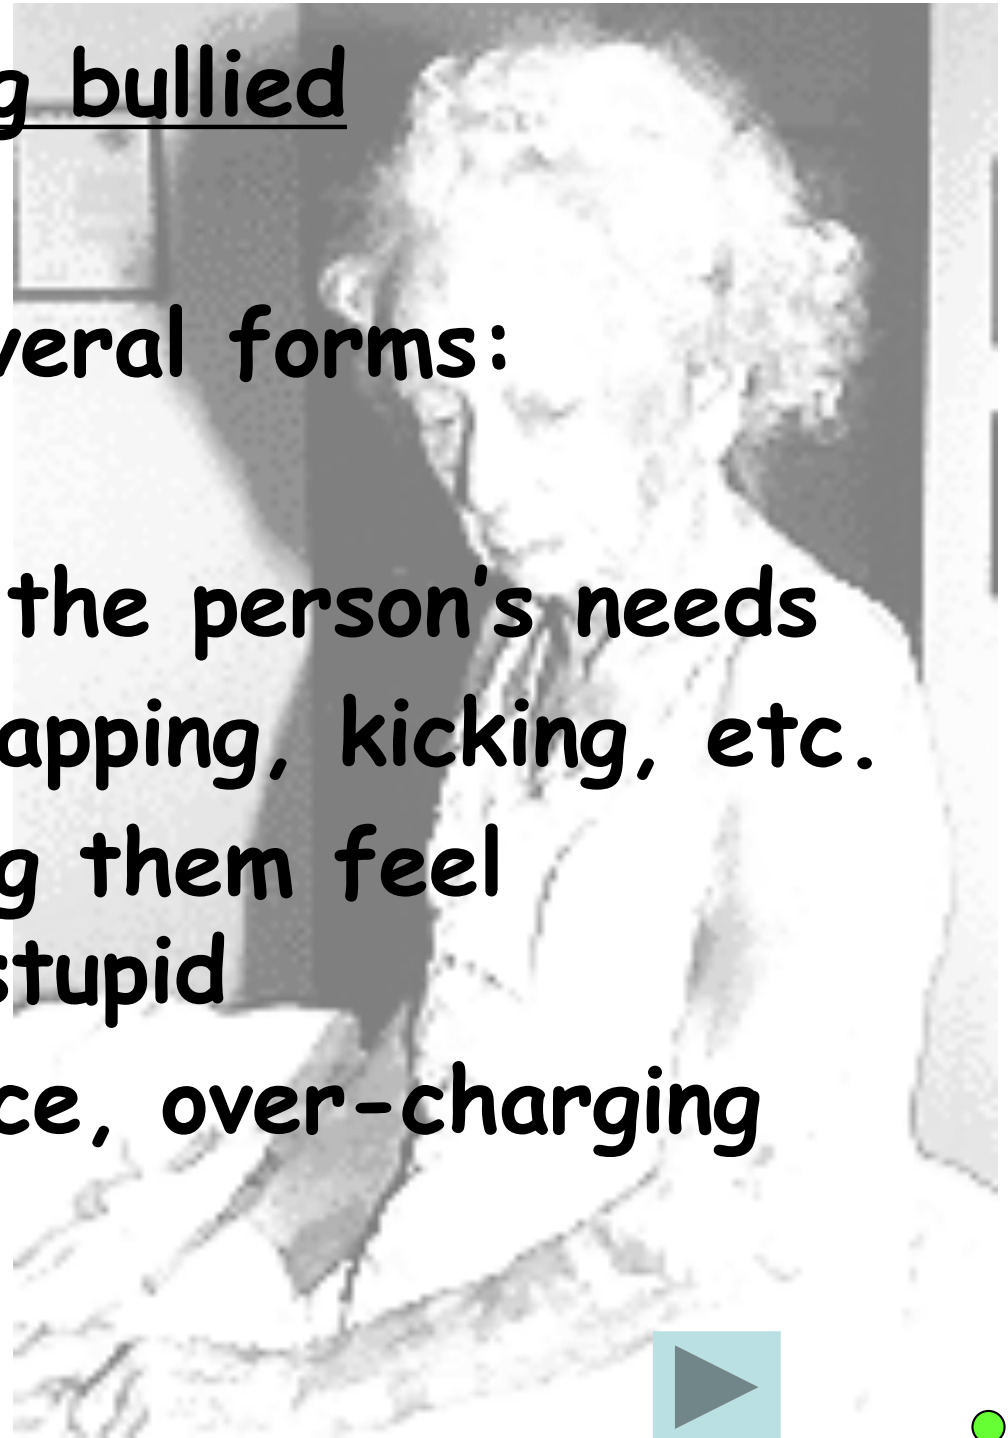 g bullied
veral forms:
the person's needs
apping, kicking, etc.
g them feel
stupid
ce, over-charging